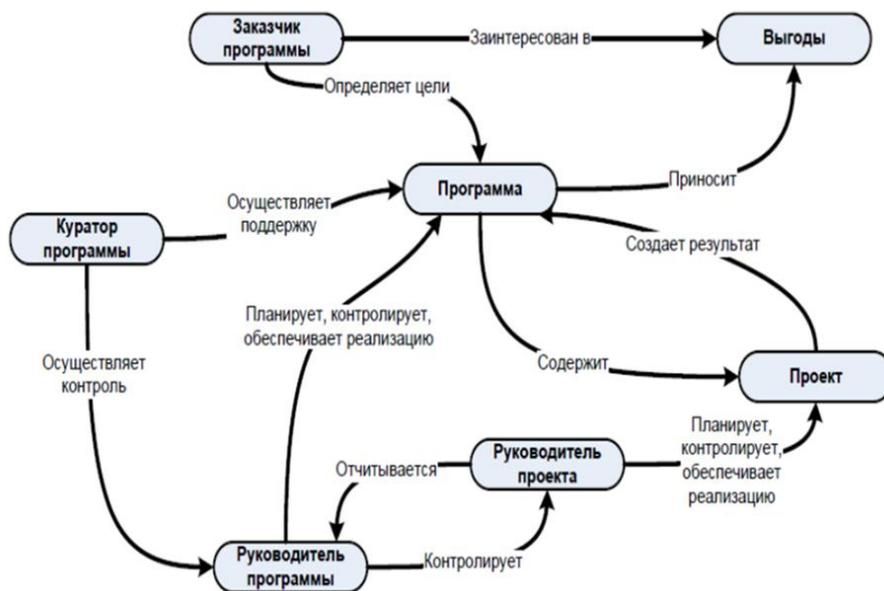 Заказчик
программы
Заинтересован в
Выгоды
Определяет цели
Программа
Приносит
Осуществляет
поддержку
Куратор
программы
Создает результат
Планирует, контролирует,
обеспечивает реализацию
Содержит
Проект
Осуществляет
контроль
Планирует,
контролирует,
обеспечивает
реализацию
Руководитель
проекта
Отчитывается
Руководитель
программы
Контролирует